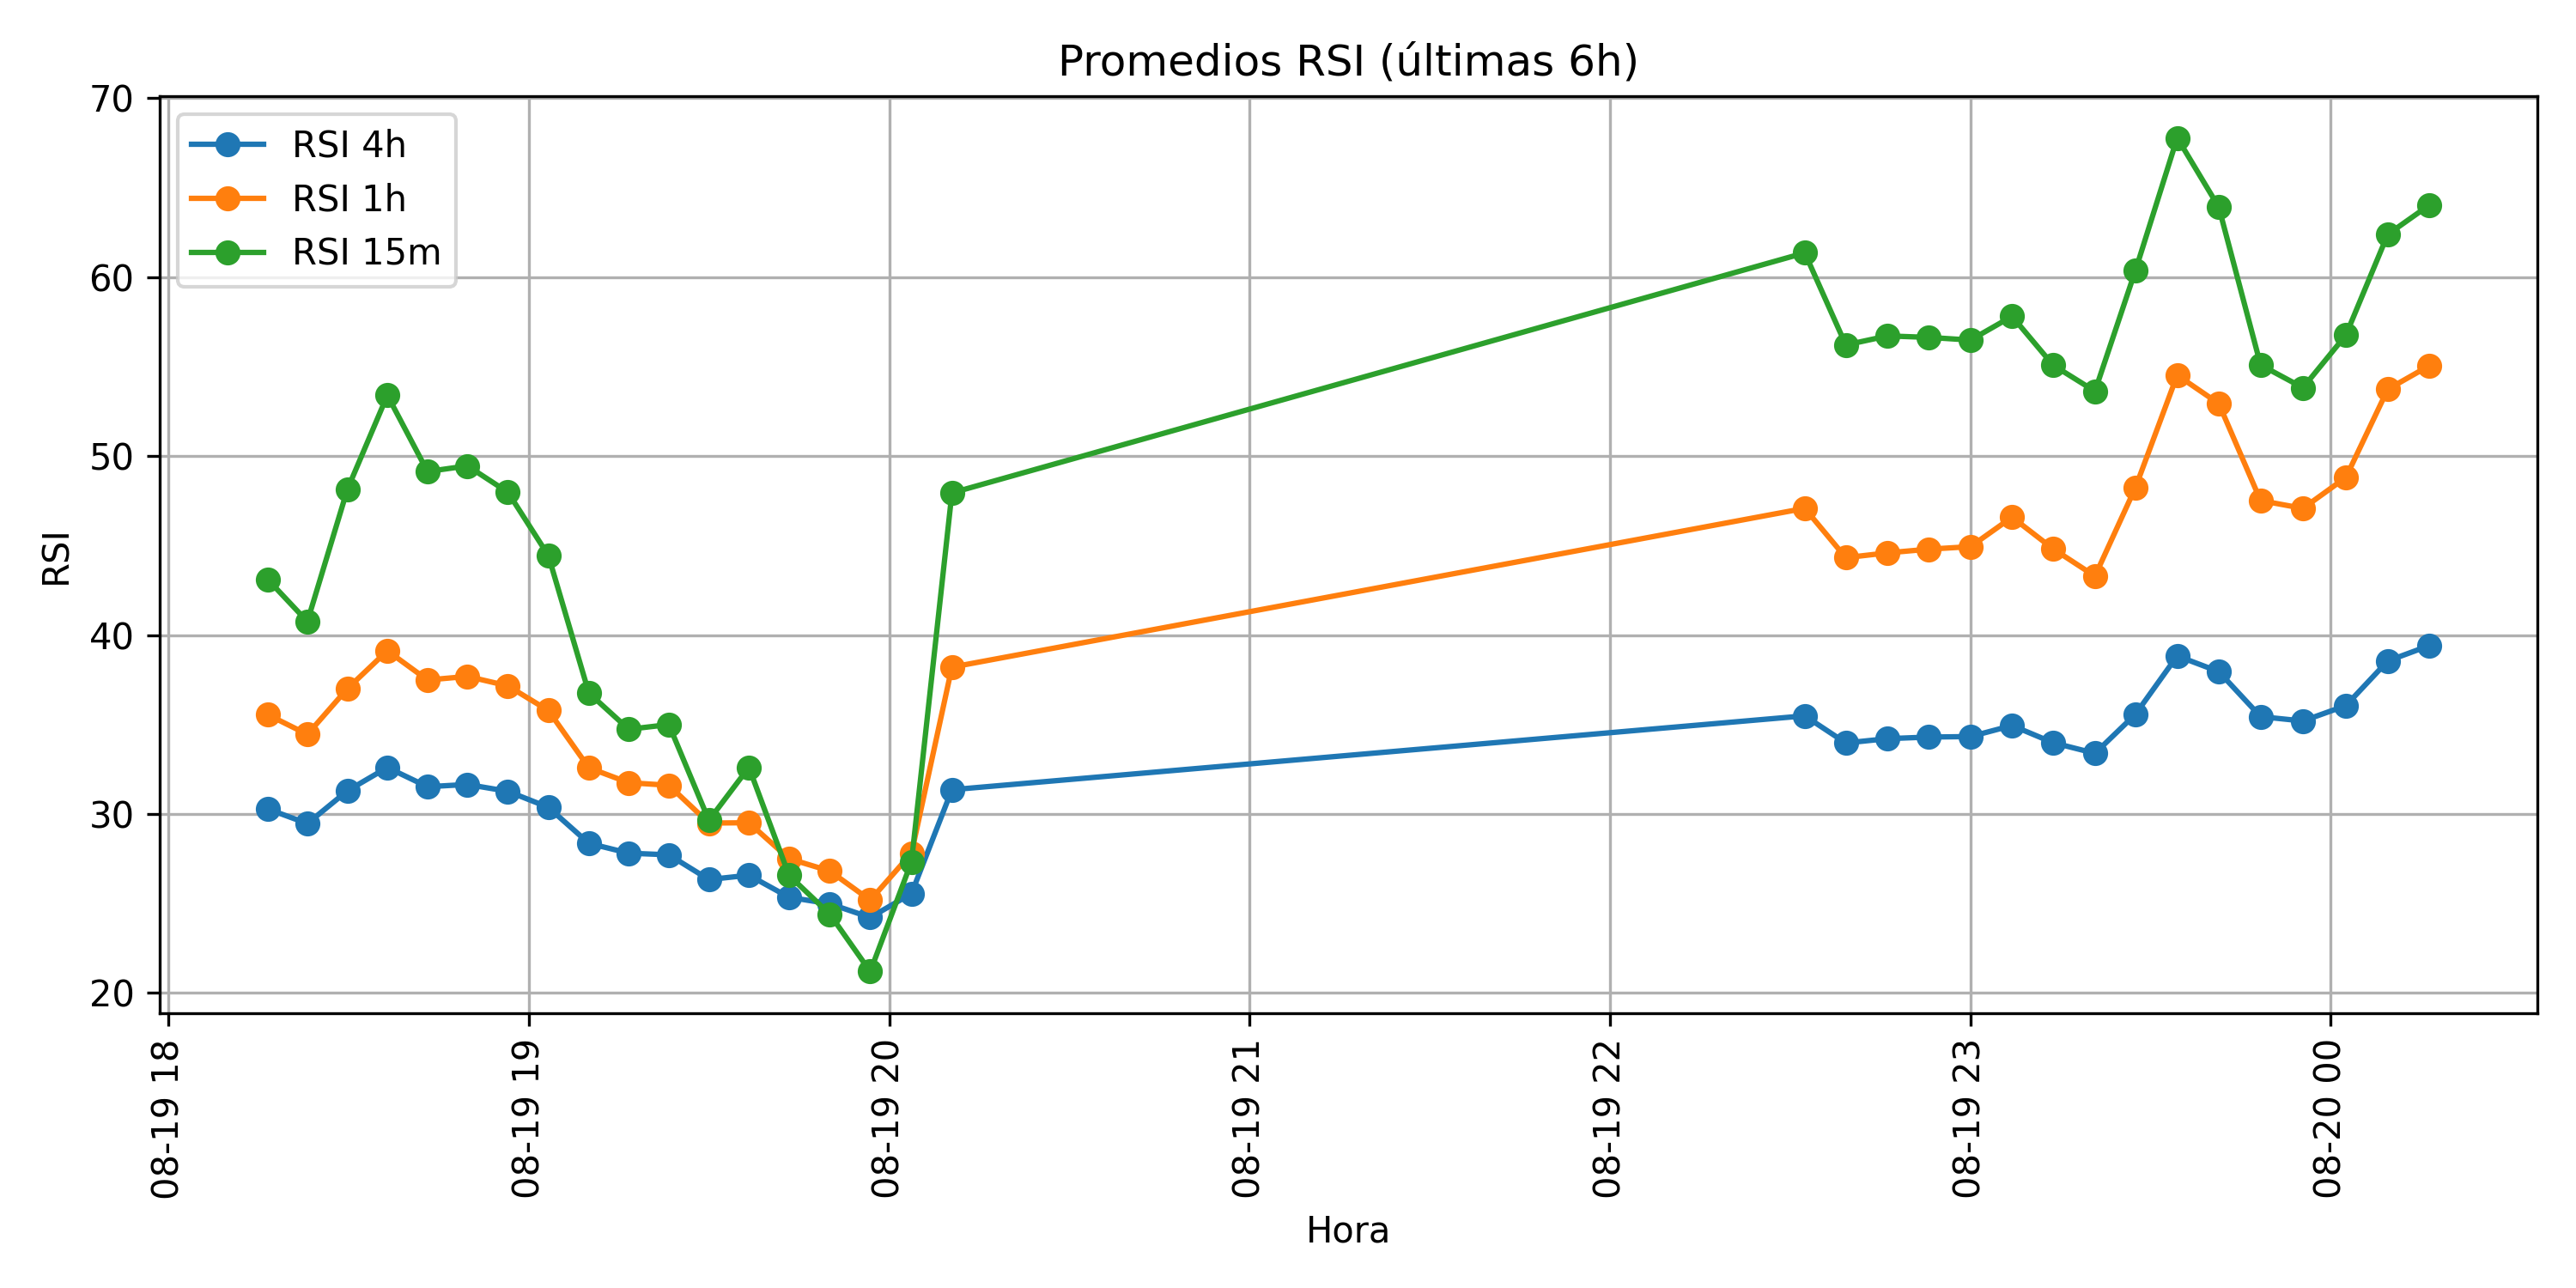 Promedios RSI (últimas 6h)
RSI 4h
RSI 1h
RSI 15m
70
60
50
40
30
20
RSI
08-19 18
08-19 19
08-19 20
08-19 21
08-19 22
08-19 23
08-20 00
Hora